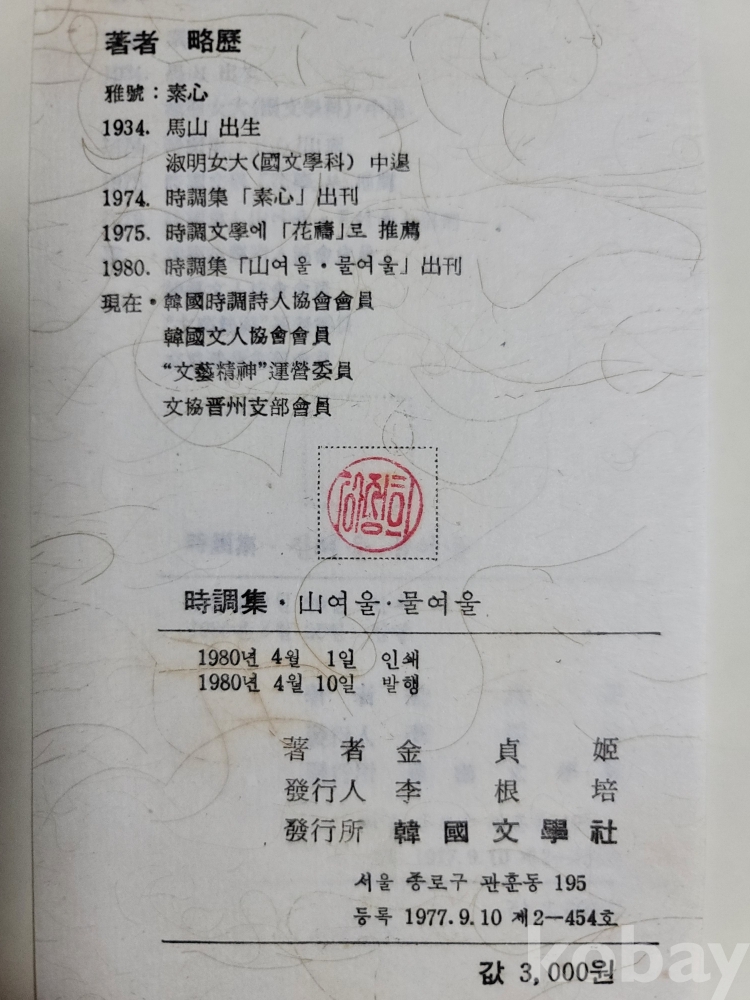 著者 略歷
雅號 : 素心
1934. 馬山 出生
淑明女大(國文學科) 中退
1974. 時調集 「素心」 出刊
1975. 時調文學에 「花禱」로 推薦
1980. 時調集 「山여울・물여울」 出刊
現在・韓國時調詩人協會會員
韓國文人協會會員
“文藝精神”運營委員
文協晋州支部會員
時調集・山여울・물여울
1980년 4월 1일 인쇄
1980년 4월 10일 발행
著者 金貞姬
發行人 李根培
發行所 韓國文學社
서울 종로구 관훈동 195
등록 1977.9.10 제2-454호
값 3,000원
kobay